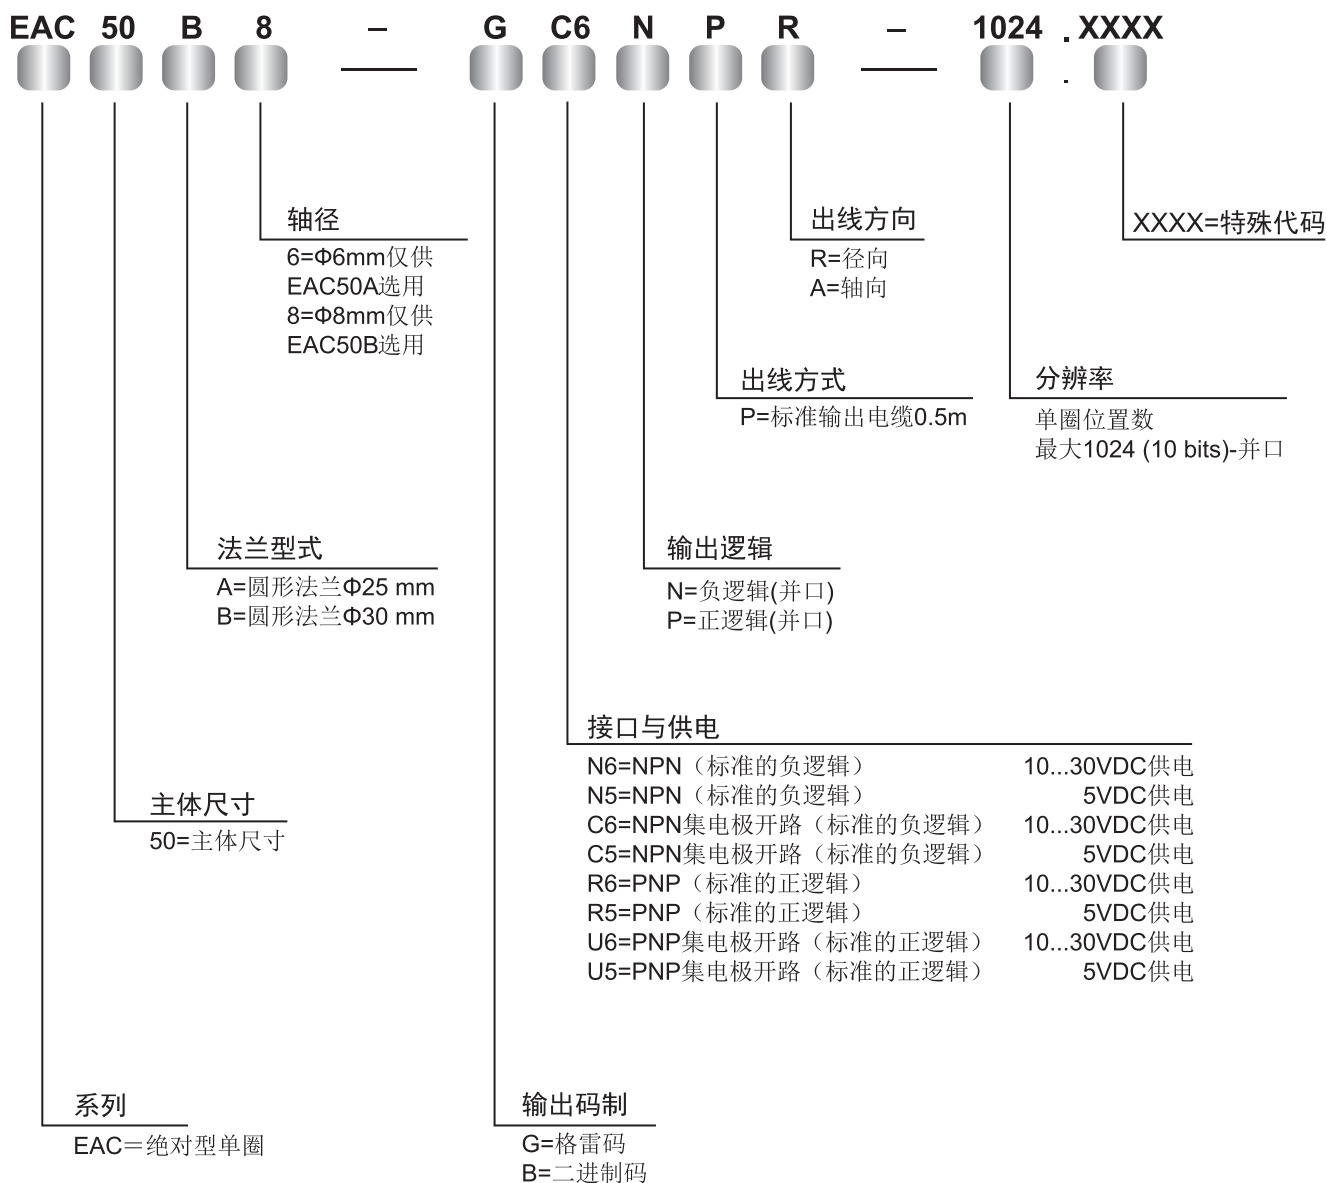 EAC 50 B 8 – G C6 N P R – 1024 . XXXX
轴径
6=Φ6mm仅供
EAC50A选用
8=Φ8mm仅供
EAC50B选用
出线方向
R=径向
A=轴向
XXXX=特殊代码
出线方式
P=标准输出电缆0.5m
分辨率
单圈位置数
最大1024 (10 bits)-并口
法兰型式
A=圆形法兰Φ25 mm
B=圆形法兰Φ30 mm
输出逻辑
N=负逻辑(并口)
P=正逻辑(并口)
接口与供电
N6=NPN（标准的负逻辑） 10...30VDC供电
N5=NPN（标准的负逻辑） 5VDC供电
C6=NPN集电极开路（标准的负逻辑） 10...30VDC供电
C5=NPN集电极开路（标准的负逻辑） 5VDC供电
R6=PNP（标准的正逻辑） 10...30VDC供电
R5=PNP（标准的正逻辑） 5VDC供电
U6=PNP集电极开路（标准的正逻辑） 10...30VDC供电
U5=PNP集电极开路（标准的正逻辑） 5VDC供电
主体尺寸
50=主体尺寸
系列
EAC＝绝对型单圈
输出码制
G=格雷码
B=二进制码